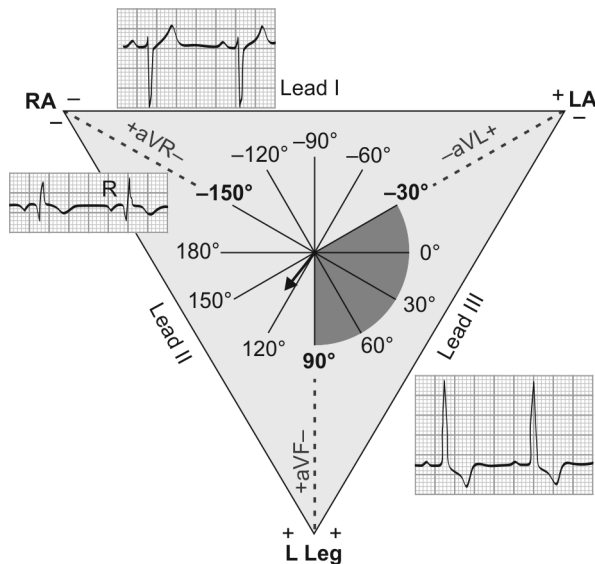 Lead I
RA –
–
+ LA
–
+aVR–
–aVL+
–90°
–120°
–60°
R
–150°
–30°
180°
0°
150°
30°
Lead II
Lead III
120°
60°
90°
+aVF–
+ +
L Leg